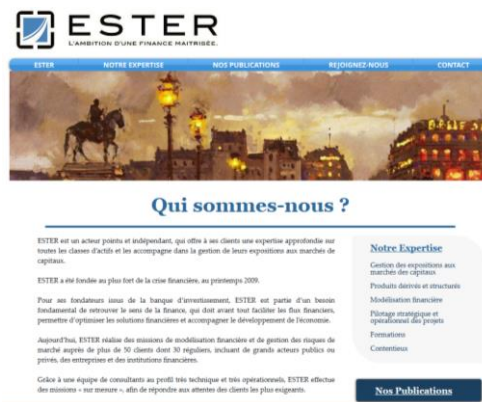 ESTER
L'AMBITION D'UNE FINANCE MAITRISÉE.
ESTER NOTRE EXPERTISE NOS PUBLICATIONS REJOIGNEZ-NOUS CONTACT
Qui sommes-nous ?
ESTER est un acteur points et indépendant, qui offre à ses clients une expertise approfondie sur
toutes les classes d'actifs et les accompagne dans la gestion de leurs expositions aux marchés de
capitaux.
ESTER a été fondée au plus fort de la crise financière, au printemps 2009.
Pour ses fondateurs issus de la banque d'investissement, ESTER est partie d'un besoin
fondamental de retrouver le sens de la finance, qui doit avant tout faciliter les flux financiers,
permettre d'optimiser les solutions financières et accompagner le développement de l'économie.
Aujourd'hui, ESTER réalise des missions de modélisation financière et de gestion des risques de
marché auprès de plus de 50 clients dont 30 réguliers, incluant de grands acteurs publics ou
privés, des entreprises et des institutions financières.
Grâce à une équipe de consultants au profil très technique et très opérationnels, ESTER effectue
des missions « sur mesure », afin de répondre aux attentes des clients les plus exigeants.
Notre Expertise
Gestion des expositions aux
marchés des capitaux
Produits dérivés et structurés
Modélisation financière
Pilotage stratégique et
opérationnel des projets
Formations
Contentieux
Nos Publications